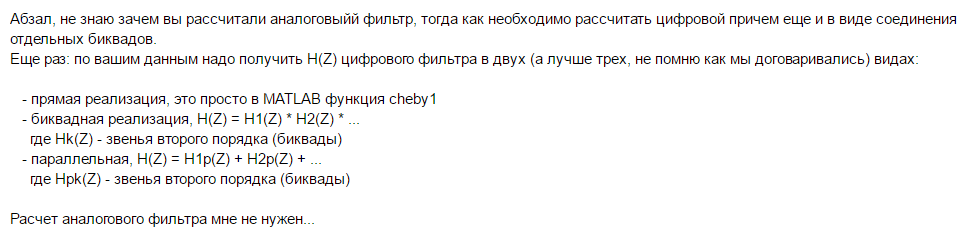 Абзал, не знаю зачем вы рассчитали аналоговыйй фильтр, тогда как необходимо рассчитать цифровой причем еще и в виде соединения
отдельных биквадов.
Еще раз: по вашим данным надо получить H(Z) цифрового фильтра в двух (а лучше трех, не помню как мы договаривались) видах:
- прямая реализация, это просто в MATLAB функция cheby1
- биквадная реализация, H(Z) = H1(Z) * H2(Z) * ...
где Hk(Z) - звенья второго порядка (биквады)
- параллельная, H(Z) = H1p(Z) + H2p(Z) + ...
где Hpk(Z) - звенья второго порядка (биквады)
Расчет аналогового фильтра мне не нужен...